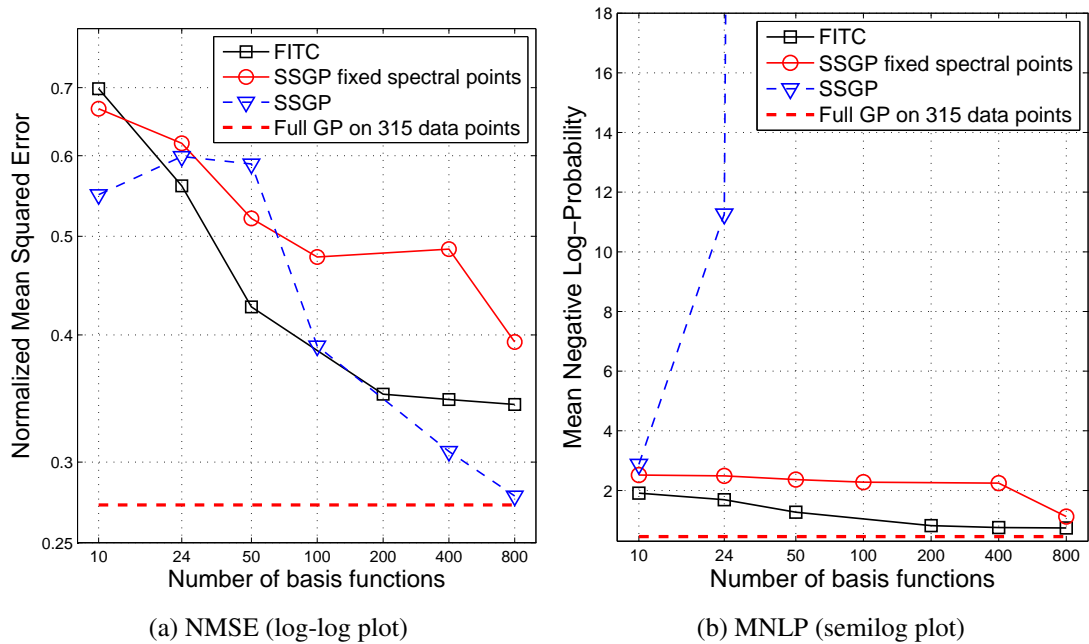 FITC
SSGP fixed spectral points
SSGP
Full GP on 315 data points
0.7
0.6
0.5
0.4
0.3
0.25
Normalized Mean Squared Error
10 24 50 100 200 400 800
Number of basis functions
(a) NMSE (log-log plot)
FITC
SSGP fixed spectral points
SSGP
Full GP on 315 data points
18
16
14
12
10
8
6
4
2
Mean Negative Log−Probability
10 24 50 100 200 400 800
Number of basis functions
(b) MNLP (semilog plot)